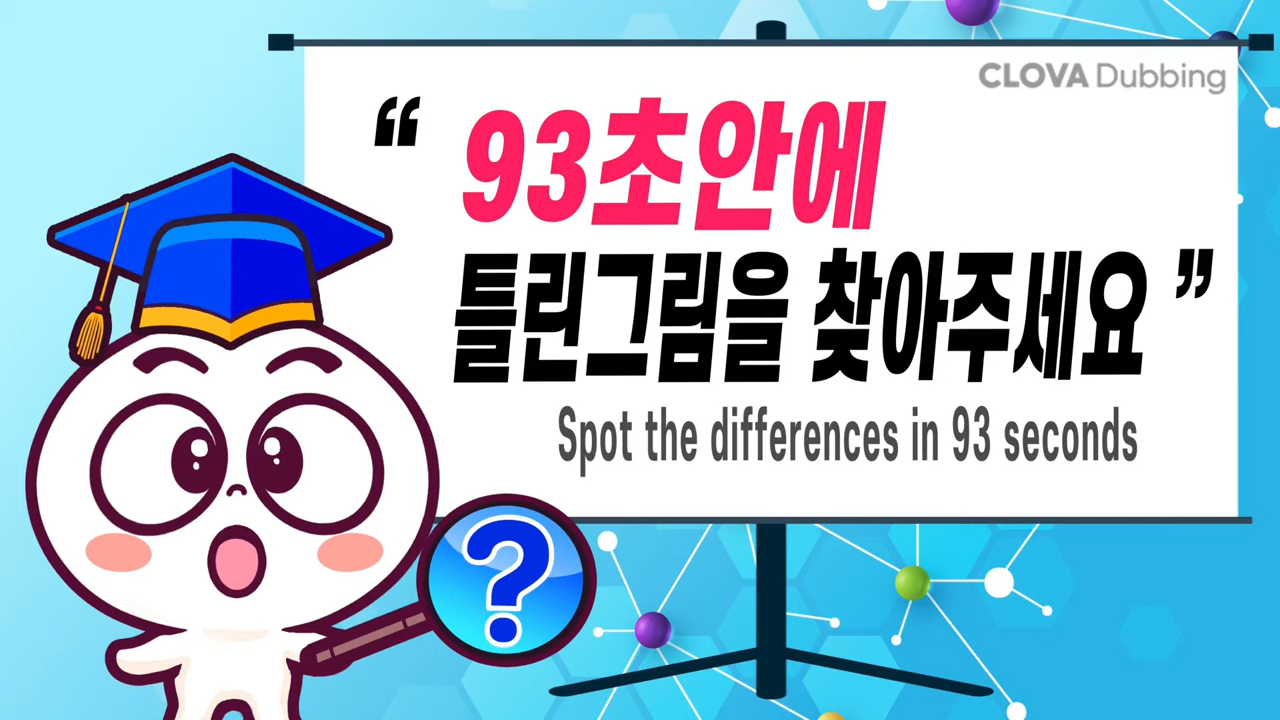 CLOVA Dubbing
“ 93초안에
틀린그림을 찾아주세요 ”
Spot the differences in 93 seconds
?